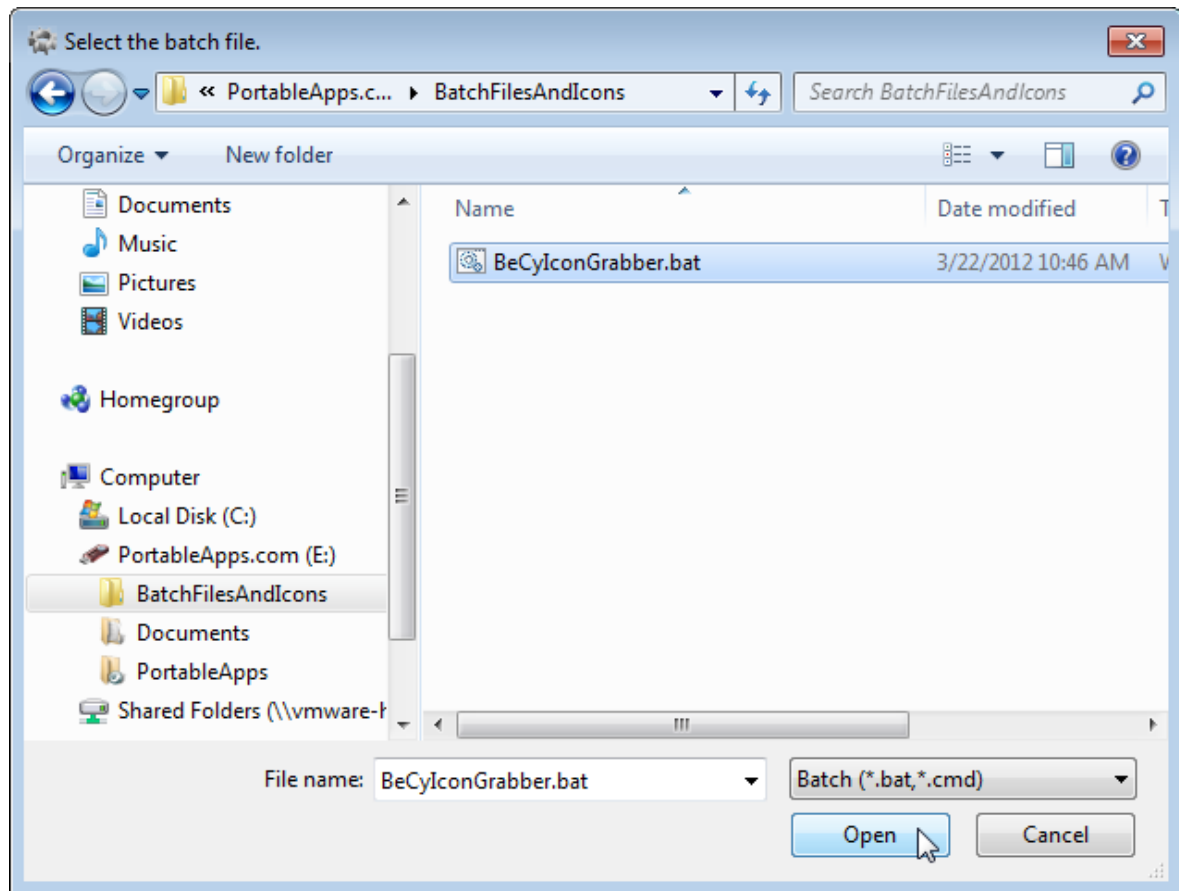 Select the batch file.
« PortableApps.c... BatchFilesAndIcons
Search BatchFilesAndIcons
Organize New folder
Documents
Music
Pictures
Videos
Homegroup
Computer
Local Disk (C:)
PortableApps.com (E:)
BatchFilesAndIcons
Documents
PortableApps
Shared Folders (\\vmware-h
Name Date modified
BeCyIconGrabber.bat 3/22/2012 10:46 AM
File name: BeCyIconGrabber.bat Batch (*.bat,*.cmd)
Open Cancel